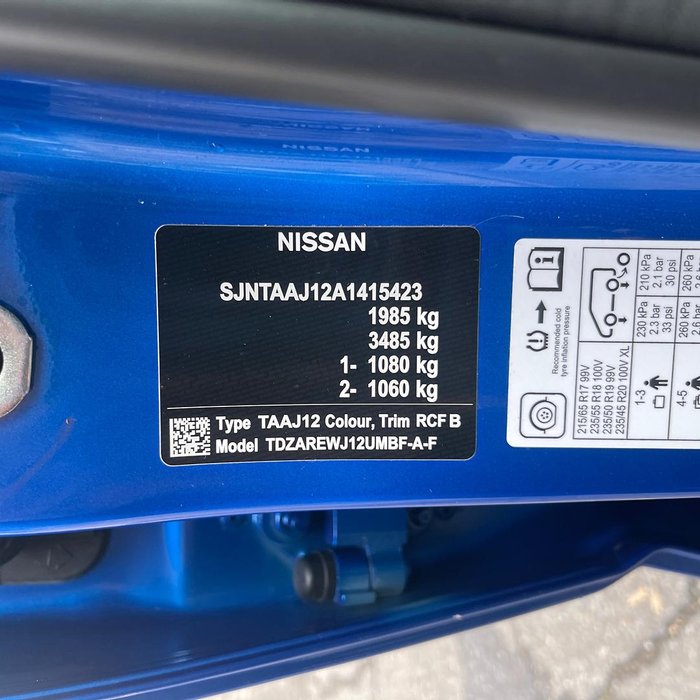 NISSAN
SJNTAAJ12A1415423
1985 kg
3485 kg
1- 1080 kg
2- 1060 kg
Type TAAJ12 Colour, Trim RCF B
Model TDZAREWJ12UMBF-A-F
Recommended cold
tyre inflation pressure
210 kPa
2.1 bar
30 psi
260 kPa
230 kPa
2.3 bar
33 psi
260 kPa
215/65 R17 99V
235/55 R18 100V
235/50 R19 99V
235/45 R20 100V XL
1-3
4-5